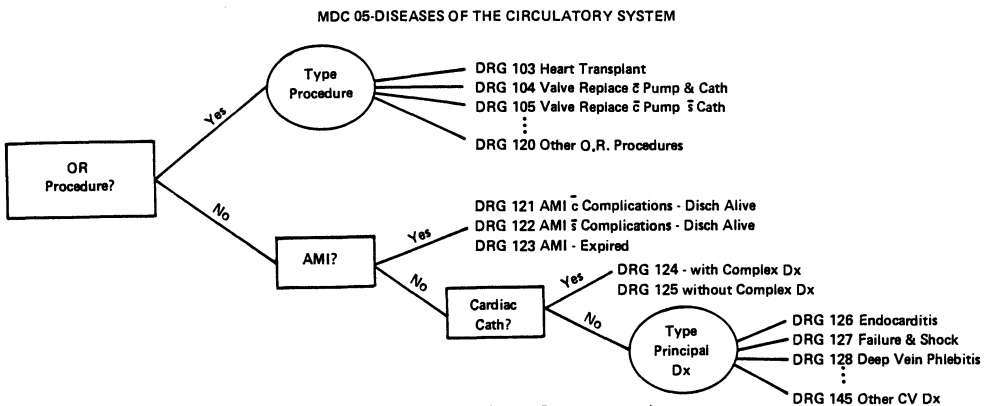 MDC 05-DISEASES OF THE CIRCULATORY SYSTEM
Type
Procedure
DRG 103 Heart Transplant
DRG 104 Valve Replace c̄ Pump & Cath
DRG 105 Valve Replace c̄ Pump s̄ Cath
DRG 120 Other O.R. Procedures
Yes
OR
Procedure?
No
DRG 121 AMI c̄ Complications - Disch Alive
DRG 122 AMI s̄ Complications - Disch Alive
DRG 123 AMI - Expired
Yes
AMI?
No
DRG 124 - with Complex Dx
DRG 125 without Complex Dx
Yes
Cardiac
Cath?
No
Type
Principal
Dx
DRG 126 Endocarditis
DRG 127 Failure & Shock
DRG 128 Deep Vein Phlebitis
DRG 145 Other CV Dx